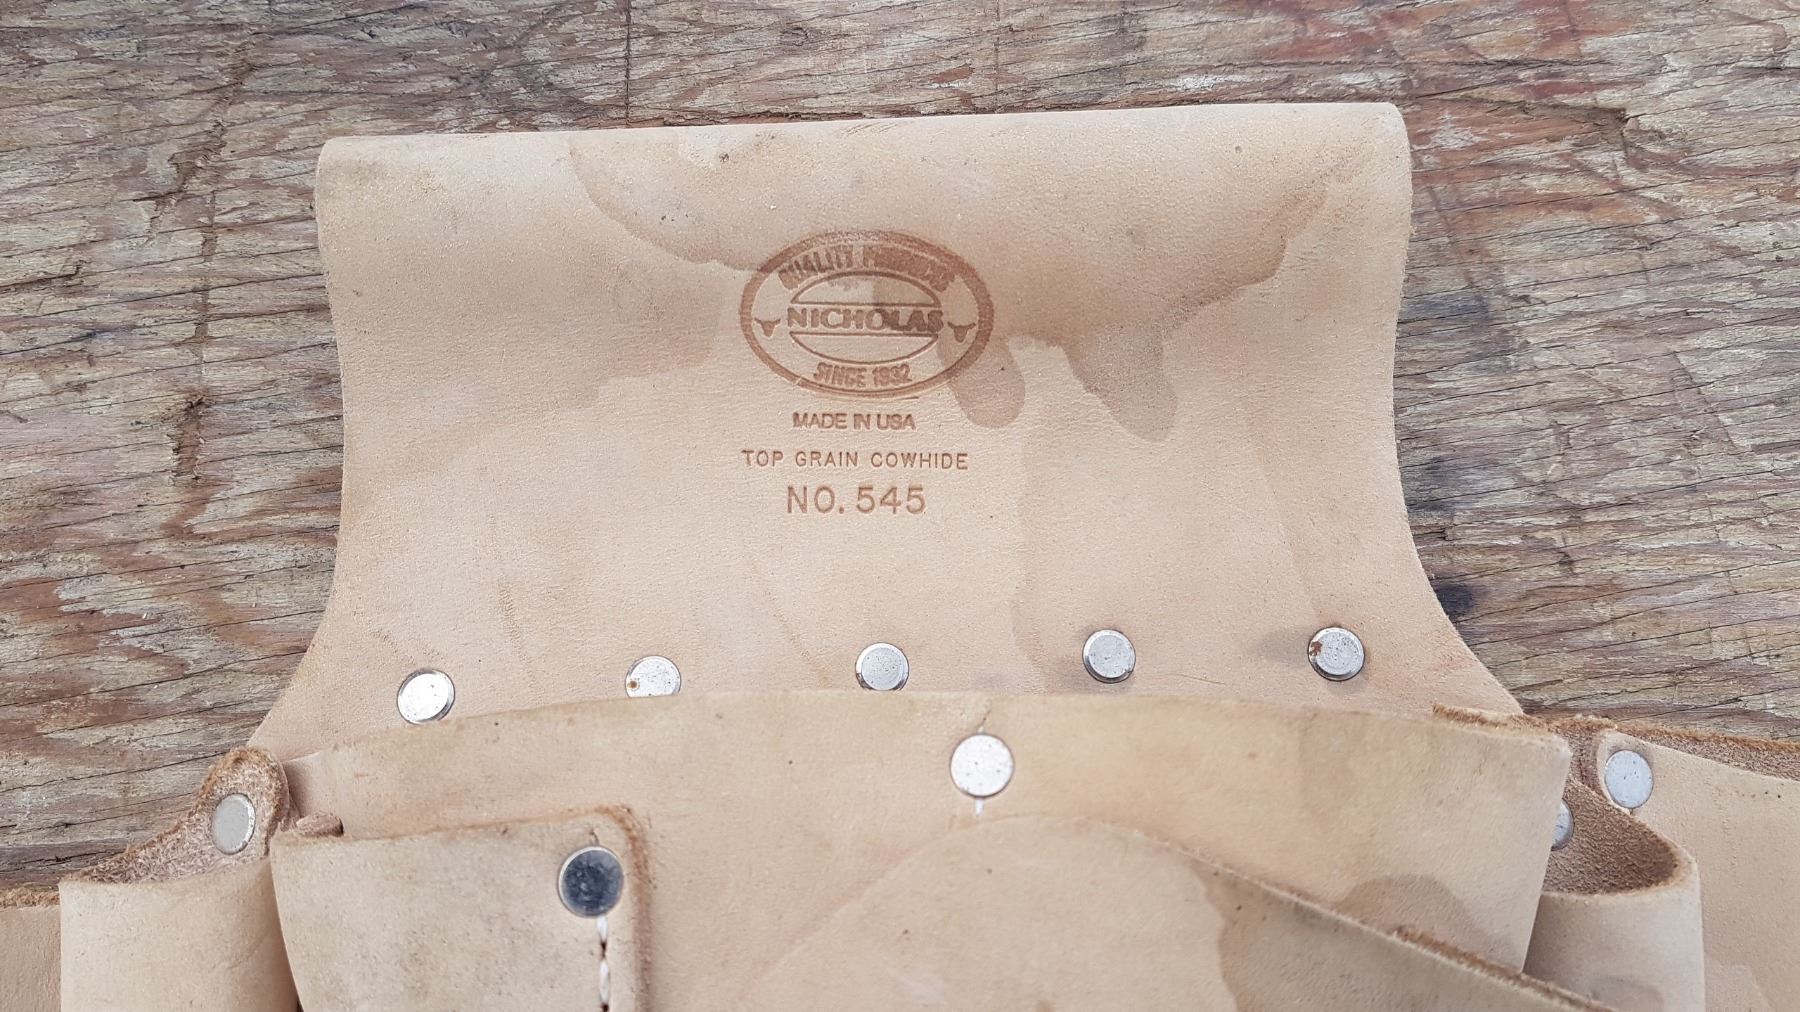 QUALITY PRODUCTS
NICHOLAS
SINCE 1932
MADE IN USA
TOP GRAIN COWHIDE
NO. 545